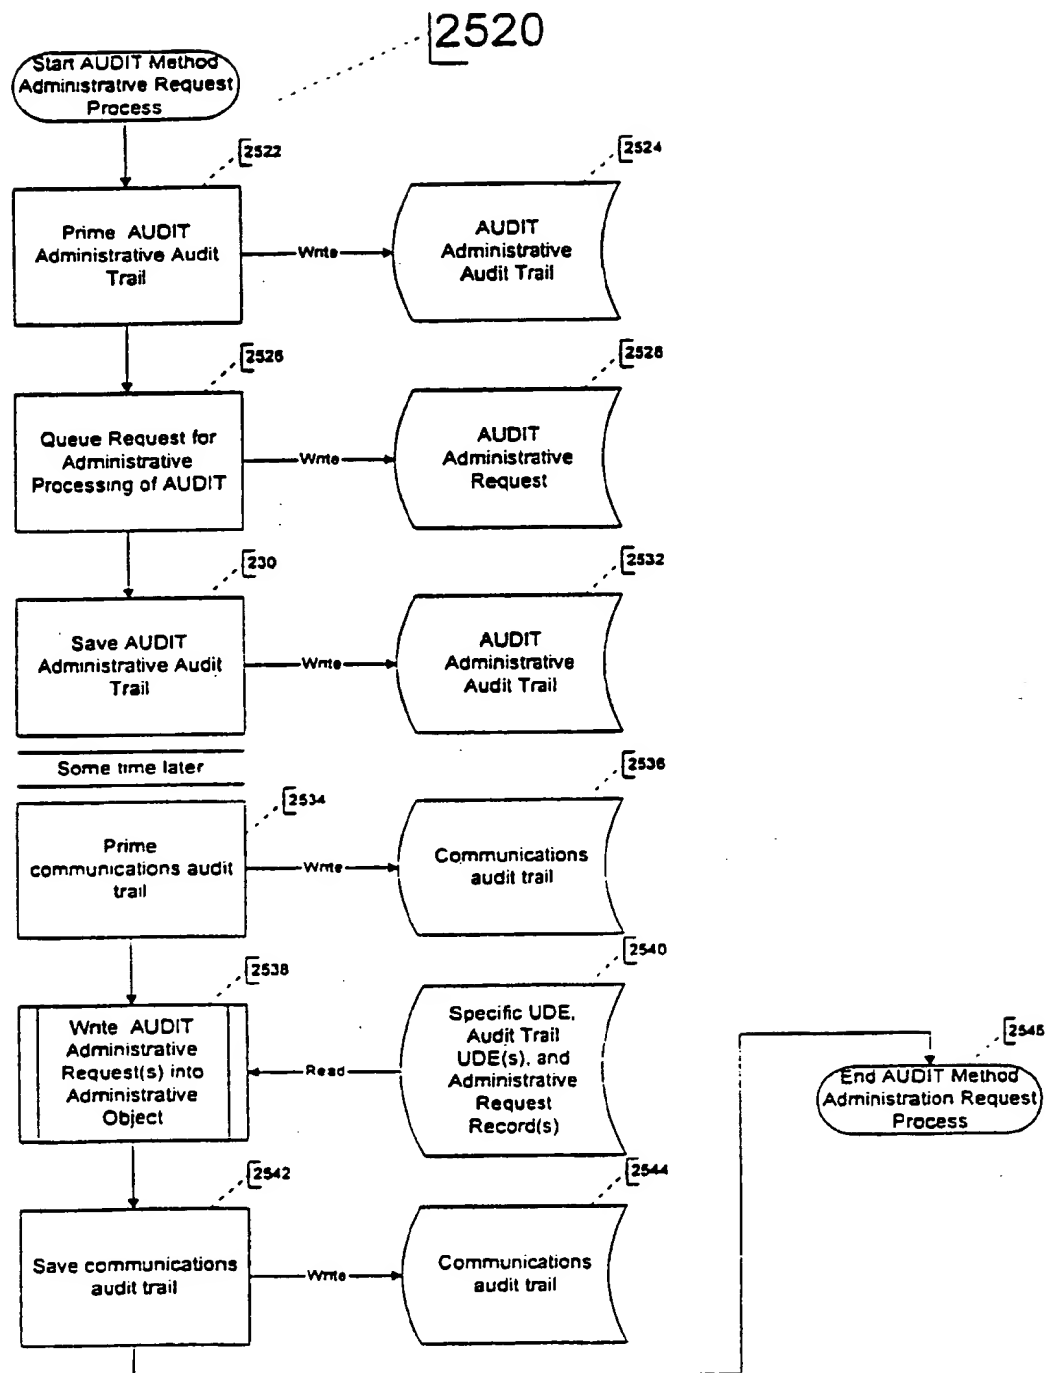 2520
Start AUDIT Method
Administrative Request
Process
2522
2524
Prime AUDIT
Administrative Audit
Trail
Write
AUDIT
Administrative
Audit Trail
2526
2528
Queue Request for
Administrative
Processing of AUDIT
Write
AUDIT
Administrative
Request
230
2532
Save AUDIT
Administrative Audit
Trail
Write
AUDIT
Administrative
Audit Trail
Some time later
2534
2536
Prime
communications audit
trail
Write
Communications
audit trail
2538
2540
Write AUDIT
Administrative
Request(s) into
Administrative
Object
Read
Specific UDE,
Audit Trail
UDE(s), and
Administrative
Request
Record(s)
2545
End AUDIT Method
Administration Request
Process
2542
2544
Save communications
audit trail
Write
Communications
audit trail